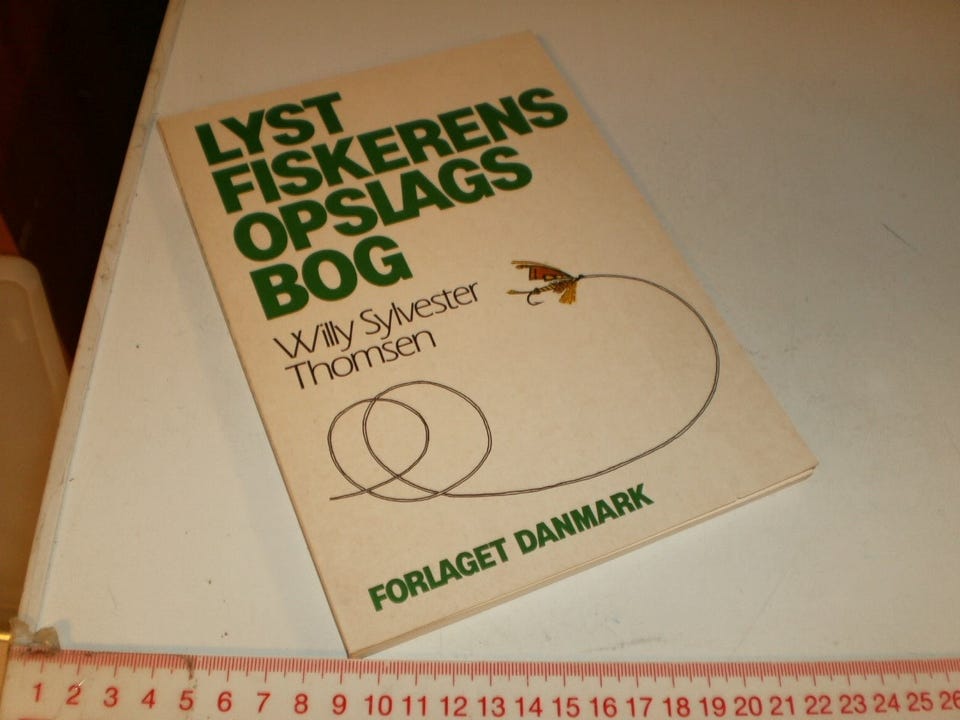 LYST
FISKERENS
OPSLAGS
BOG
Willy Sylvester
Thomsen
FORLAGET DANMARK
1 2 3 4 5 6 7 8 9 10 11 12 13 14 15 16 17 18 19 20 21 22 23 24 25 26